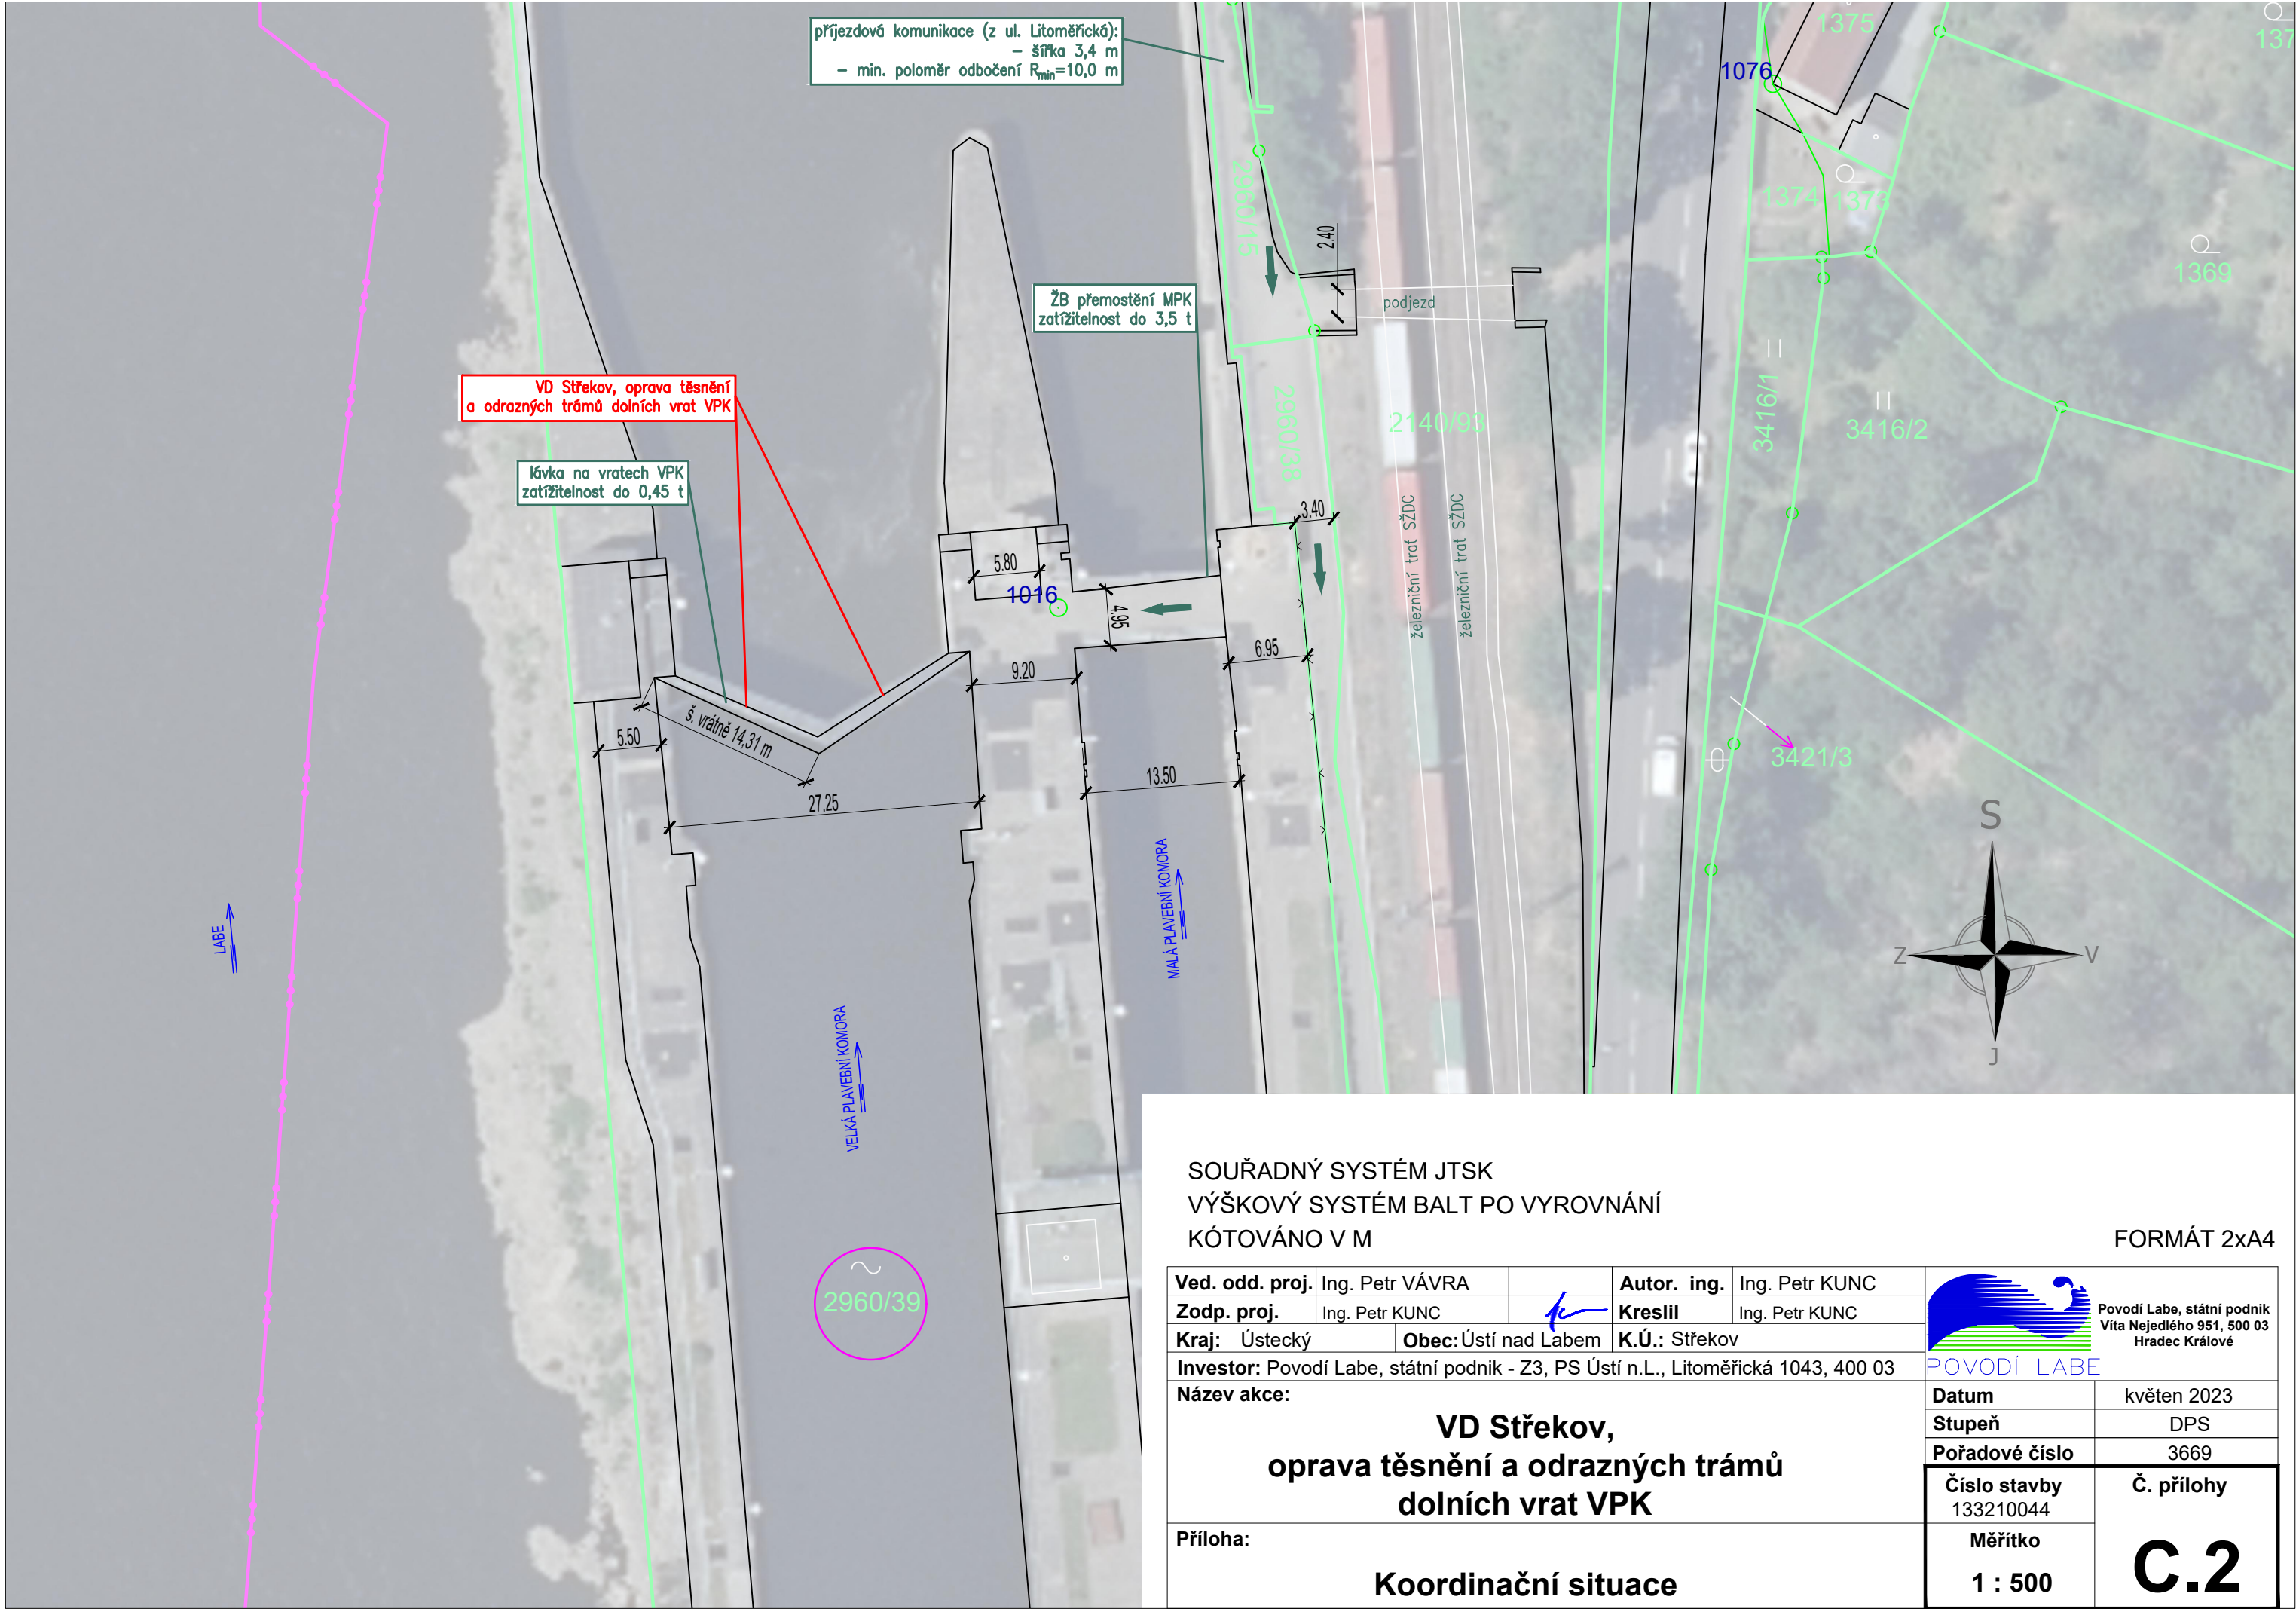 příjezdová komunikace (z ul. Litoměřická):
– šířka 3,4 m
– min. poloměr odbočení Rmin=10,0 m
1375
137
1076
2960/15
1374
1373
1369
2.40
podjezd
ŽB přemostění MPK
zatížitelnost do 3,5 t
VD Střekov, oprava těsnění
a odrazných trámů dolních vrat VPK
lávka na vratech VPK
zatížitelnost do 0,45 t
2960/38
2140/93
3416/1
3416/2
3.40
železniční trať SŽDC
železniční trať SŽDC
5.80
1016
4.95
6.95
9.20
š. vrátně 14,31 m
5.50
27.25
13.50
3421/3
LABE
MALÁ PLAVEBNÍ KOMORA
VELKÁ PLAVEBNÍ KOMORA
S
Z
V
J
2960/39
SOUŘADNÝ SYSTÉM JTSK
VÝŠKOVÝ SYSTÉM BALT PO VYROVNÁNÍ
KÓTOVÁNO V M
FORMÁT 2xA4
Ved. odd. proj. Ing. Petr VÁVRA Autor. ing. Ing. Petr KUNC
Zodp. proj. Ing. Petr KUNC Kreslil Ing. Petr KUNC
Kraj: Ústecký Obec: Ústí nad Labem K.Ú.: Střekov
Investor: Povodí Labe, státní podnik - Z3, PS Ústí n.L., Litoměřická 1043, 400 03
POVODÍ LABE
Povodí Labe, státní podnik
Víta Nejedlého 951, 500 03
Hradec Králové
Název akce:
VD Střekov,
oprava těsnění a odrazných trámů
dolních vrat VPK
Datum květen 2023
Stupeň DPS
Pořadové číslo 3669
Číslo stavby
133210044
Č. přílohy
C.2
Měřítko
1 : 500
Příloha:
Koordinační situace